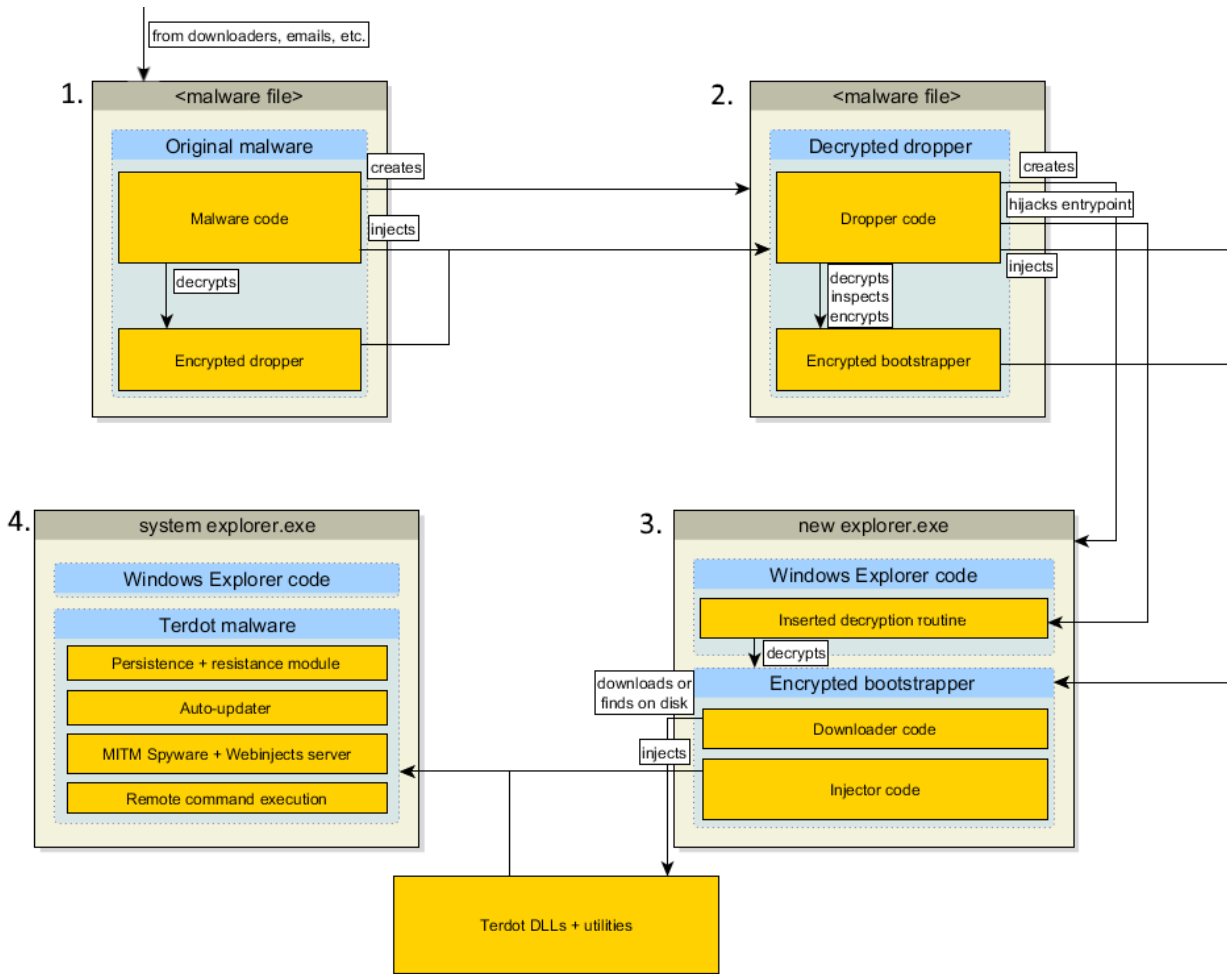 from downloaders, emails, etc.
1.
<malware file>
Original malware
creates
Malware code
injects
decrypts
Encrypted dropper
2.
<malware file>
Decrypted dropper
creates
hijacks entrypoint
Dropper code
injects
decrypts
inspects
encrypts
Encrypted bootstrapper
4.
system explorer.exe
Windows Explorer code
Terdot malware
Persistence + resistance module
Auto-updater
MITM Spyware + Webinjects server
Remote command execution
3.
new explorer.exe
Windows Explorer code
Inserted decryption routine
decrypts
downloads or
finds on disk
Encrypted bootstrapper
Downloader code
injects
Injector code
Terdot DLLs + utilities